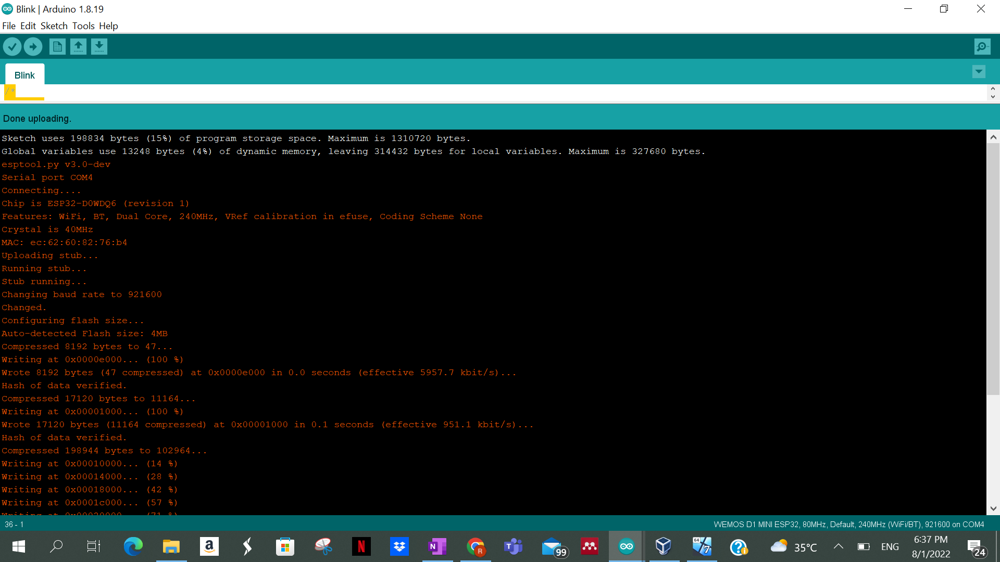 Blink | Arduino 1.8.19
File Edit Sketch Tools Help
Blink
/*
Done uploading.
Sketch uses 198834 bytes (15%) of program storage space. Maximum is 1310720 bytes.
Global variables use 13248 bytes (4%) of dynamic memory, leaving 314432 bytes for local variables. Maximum is 327680 bytes.
esptool.py v3.0-dev
Serial port COM4
Connecting....
Chip is ESP32-D0WDQ6 (revision 1)
Features: WiFi, BT, Dual Core, 240MHz, VRef calibration in efuse, Coding Scheme None
Crystal is 40MHz
MAC: ec:62:60:82:76:b4
Uploading stub...
Running stub...
Stub running...
Changing baud rate to 921600
Changed.
Configuring flash size...
Auto-detected Flash size: 4MB
Compressed 8192 bytes to 47...
Writing at 0x0000e000... (100 %)
Wrote 8192 bytes (47 compressed) at 0x0000e000 in 0.0 seconds (effective 5957.7 kbit/s)...
Hash of data verified.
Compressed 17120 bytes to 11164...
Writing at 0x00001000... (100 %)
Wrote 17120 bytes (11164 compressed) at 0x00001000 in 0.1 seconds (effective 951.1 kbit/s)...
Hash of data verified.
Compressed 198944 bytes to 102964...
Writing at 0x00010000... (14 %)
Writing at 0x00014000... (28 %)
Writing at 0x00018000... (42 %)
Writing at 0x0001c000... (57 %)
Writing at 0x00020000... (71 %)
36 - 1
WEMOS D1 MINI ESP32, 80MHz, Default, 240MHz (WiFi/BT), 921600 on COM4
a
N
N
R
T
99
64
7
35°C
ENG
6:37 PM
8/1/2022
24